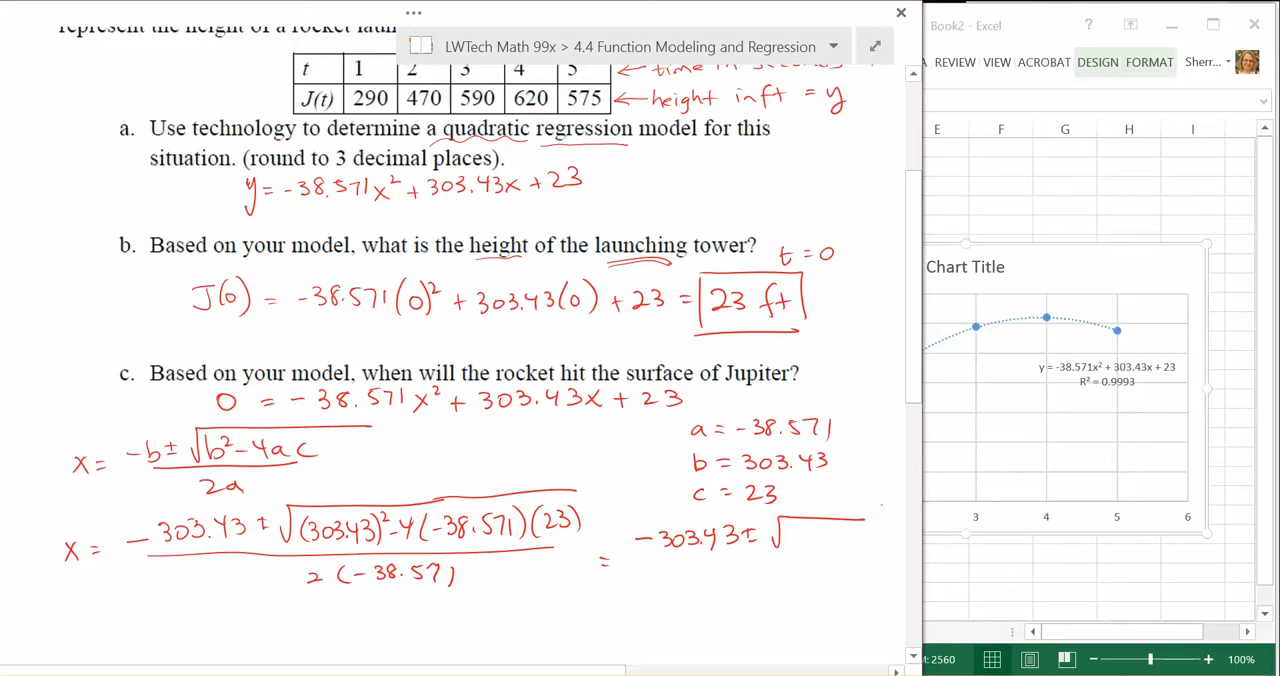 represent the height of a rocket laun
LWTech Math 99x > 4.4 Function Modeling and Regression
Book2 - Excel
REVIEW VIEW ACROBAT DESIGN FORMAT Sherr...
t 1 2 3 4 5 ← time in seconds
J(t) 290 470 590 620 575 ← height in ft = y
a. Use technology to determine a quadratic regression model for this
situation. (round to 3 decimal places).
y = -38.571x² + 303.43x + 23
b. Based on your model, what is the height of the launching tower?
t = 0
J(0) = -38.571(0)² + 303.43(0) + 23 = 23 ft
c. Based on your model, when will the rocket hit the surface of Jupiter?
0 = -38.571x² + 303.43x + 23
a = -38.571
x = -b ± √b² - 4ac
2a
b = 303.43
c = 23
x = -303.43 ± √(303.43)² - 4(-38.571)(23)
2(-38.571)
= -303.43 ± √
E F G H I
Chart Title
y = -38.571x² + 303.43x + 23
R² = 0.9993
3 4 5 6
M: 2560
100%